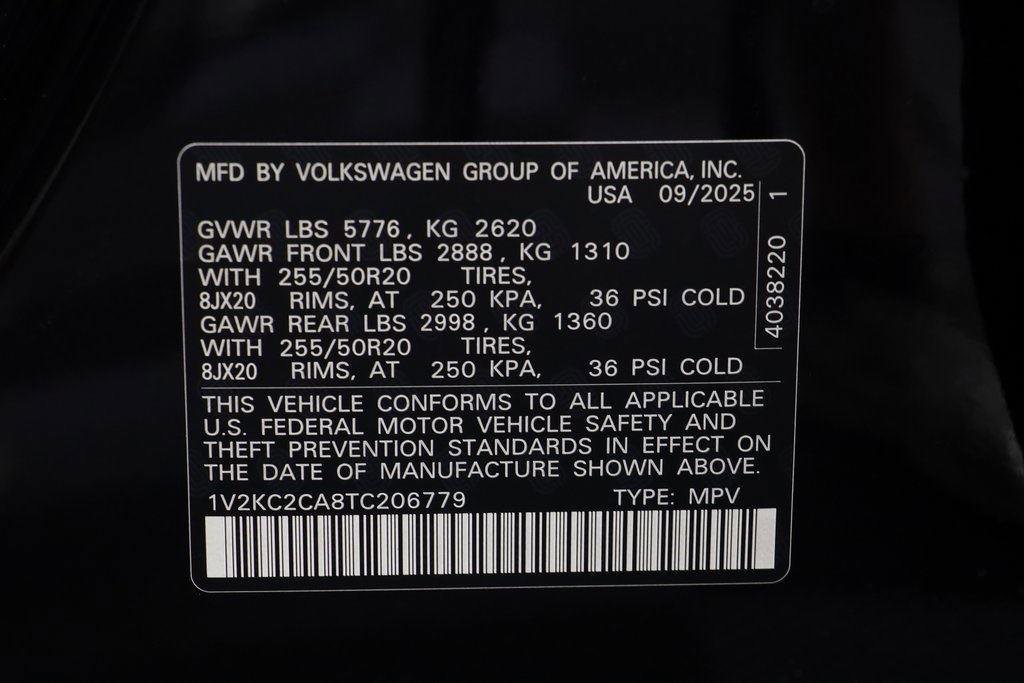 MFD BY VOLKSWAGEN GROUP OF AMERICA, INC.
USA 09/2025
GVWR LBS 5776, KG 2620
GAWR FRONT LBS 2888, KG 1310
WITH 255/50R20 TIRES,
8JX20 RIMS, AT 250 KPA, 36 PSI COLD
GAWR REAR LBS 2998, KG 1360
WITH 255/50R20 TIRES,
8JX20 RIMS, AT 250 KPA, 36 PSI COLD
4038220 1
THIS VEHICLE CONFORMS TO ALL APPLICABLE
U.S. FEDERAL MOTOR VEHICLE SAFETY AND
THEFT PREVENTION STANDARDS IN EFFECT ON
THE DATE OF MANUFACTURE SHOWN ABOVE.
1V2KC2CA8TC206779 TYPE: MPV